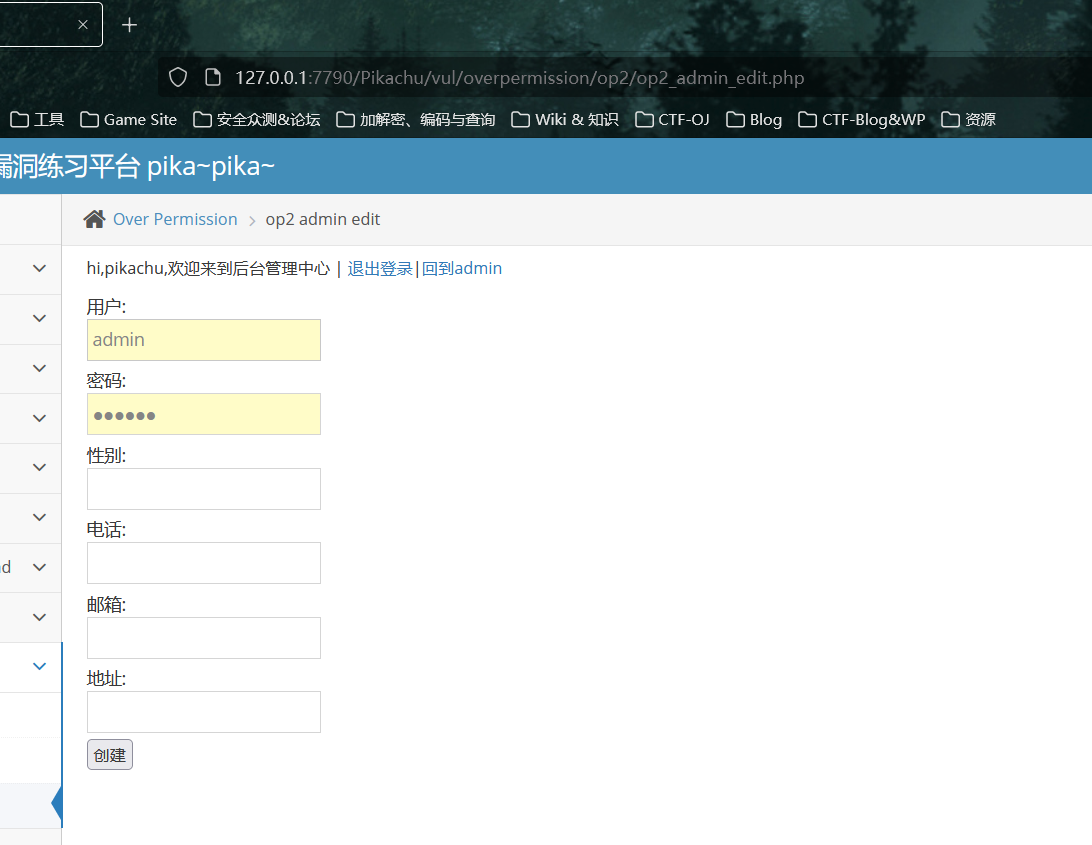 127.0.0.1:7790/Pikachu/vul/overpermission/op2/op2_admin_edit.php
工具 Game Site 安全众测&论坛 加解密、编码与查询 Wiki & 知识 CTF-OJ Blog CTF-Blog&WP 资源
漏洞练习平台 pika~pika~
Over Permission > op2 admin edit
hi,pikachu,欢迎来到后台管理中心 | 退出登录|回到admin
用户:
admin
密码:
●●●●●●
性别:
电话:
邮箱:
地址:
创建